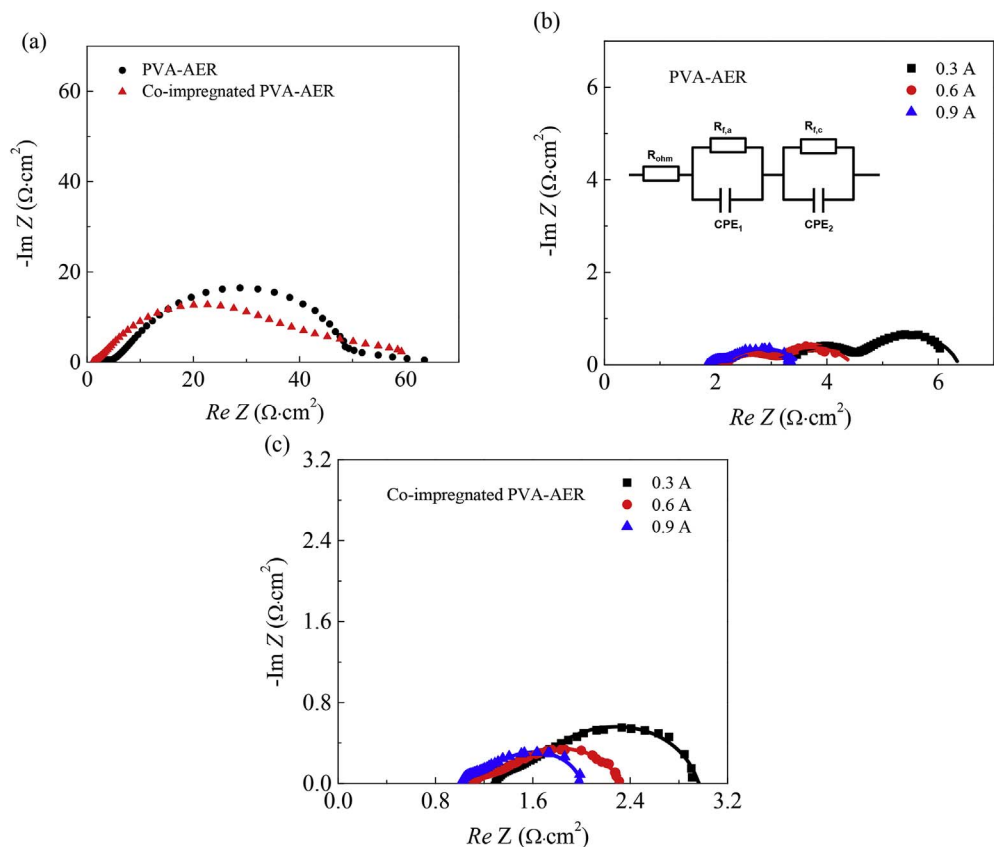 (a)
60
40
20
0
0
20
40
60
-Im Z (Ω·cm²)
Re Z (Ω·cm²)
PVA-AER
Co-impregnated PVA-AER
(b)
6
4
2
0
0
2
4
6
-Im Z (Ω·cm²)
Re Z (Ω·cm²)
PVA-AER
0.3 A
0.6 A
0.9 A
Rohm
Rf,a
CPE1
Rf,c
CPE2
(c)
3.2
2.4
1.6
0.8
0.0
0.0
0.8
1.6
2.4
3.2
-Im Z (Ω·cm²)
Re Z (Ω·cm²)
Co-impregnated PVA-AER
0.3 A
0.6 A
0.9 A